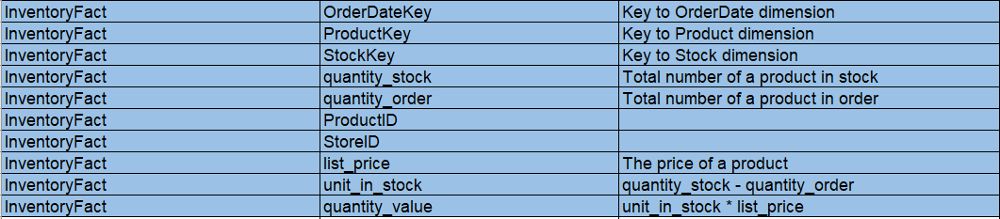 InventoryFact OrderDateKey Key to OrderDate dimension
InventoryFact ProductKey Key to Product dimension
InventoryFact StockKey Key to Stock dimension
InventoryFact quantity_stock Total number of a product in stock
InventoryFact quantity_order Total number of a product in order
InventoryFact ProductID
InventoryFact StoreID
InventoryFact list_price The price of a product
InventoryFact unit_in_stock quantity_stock - quantity_order
InventoryFact quantity_value unit_in_stock * list_price